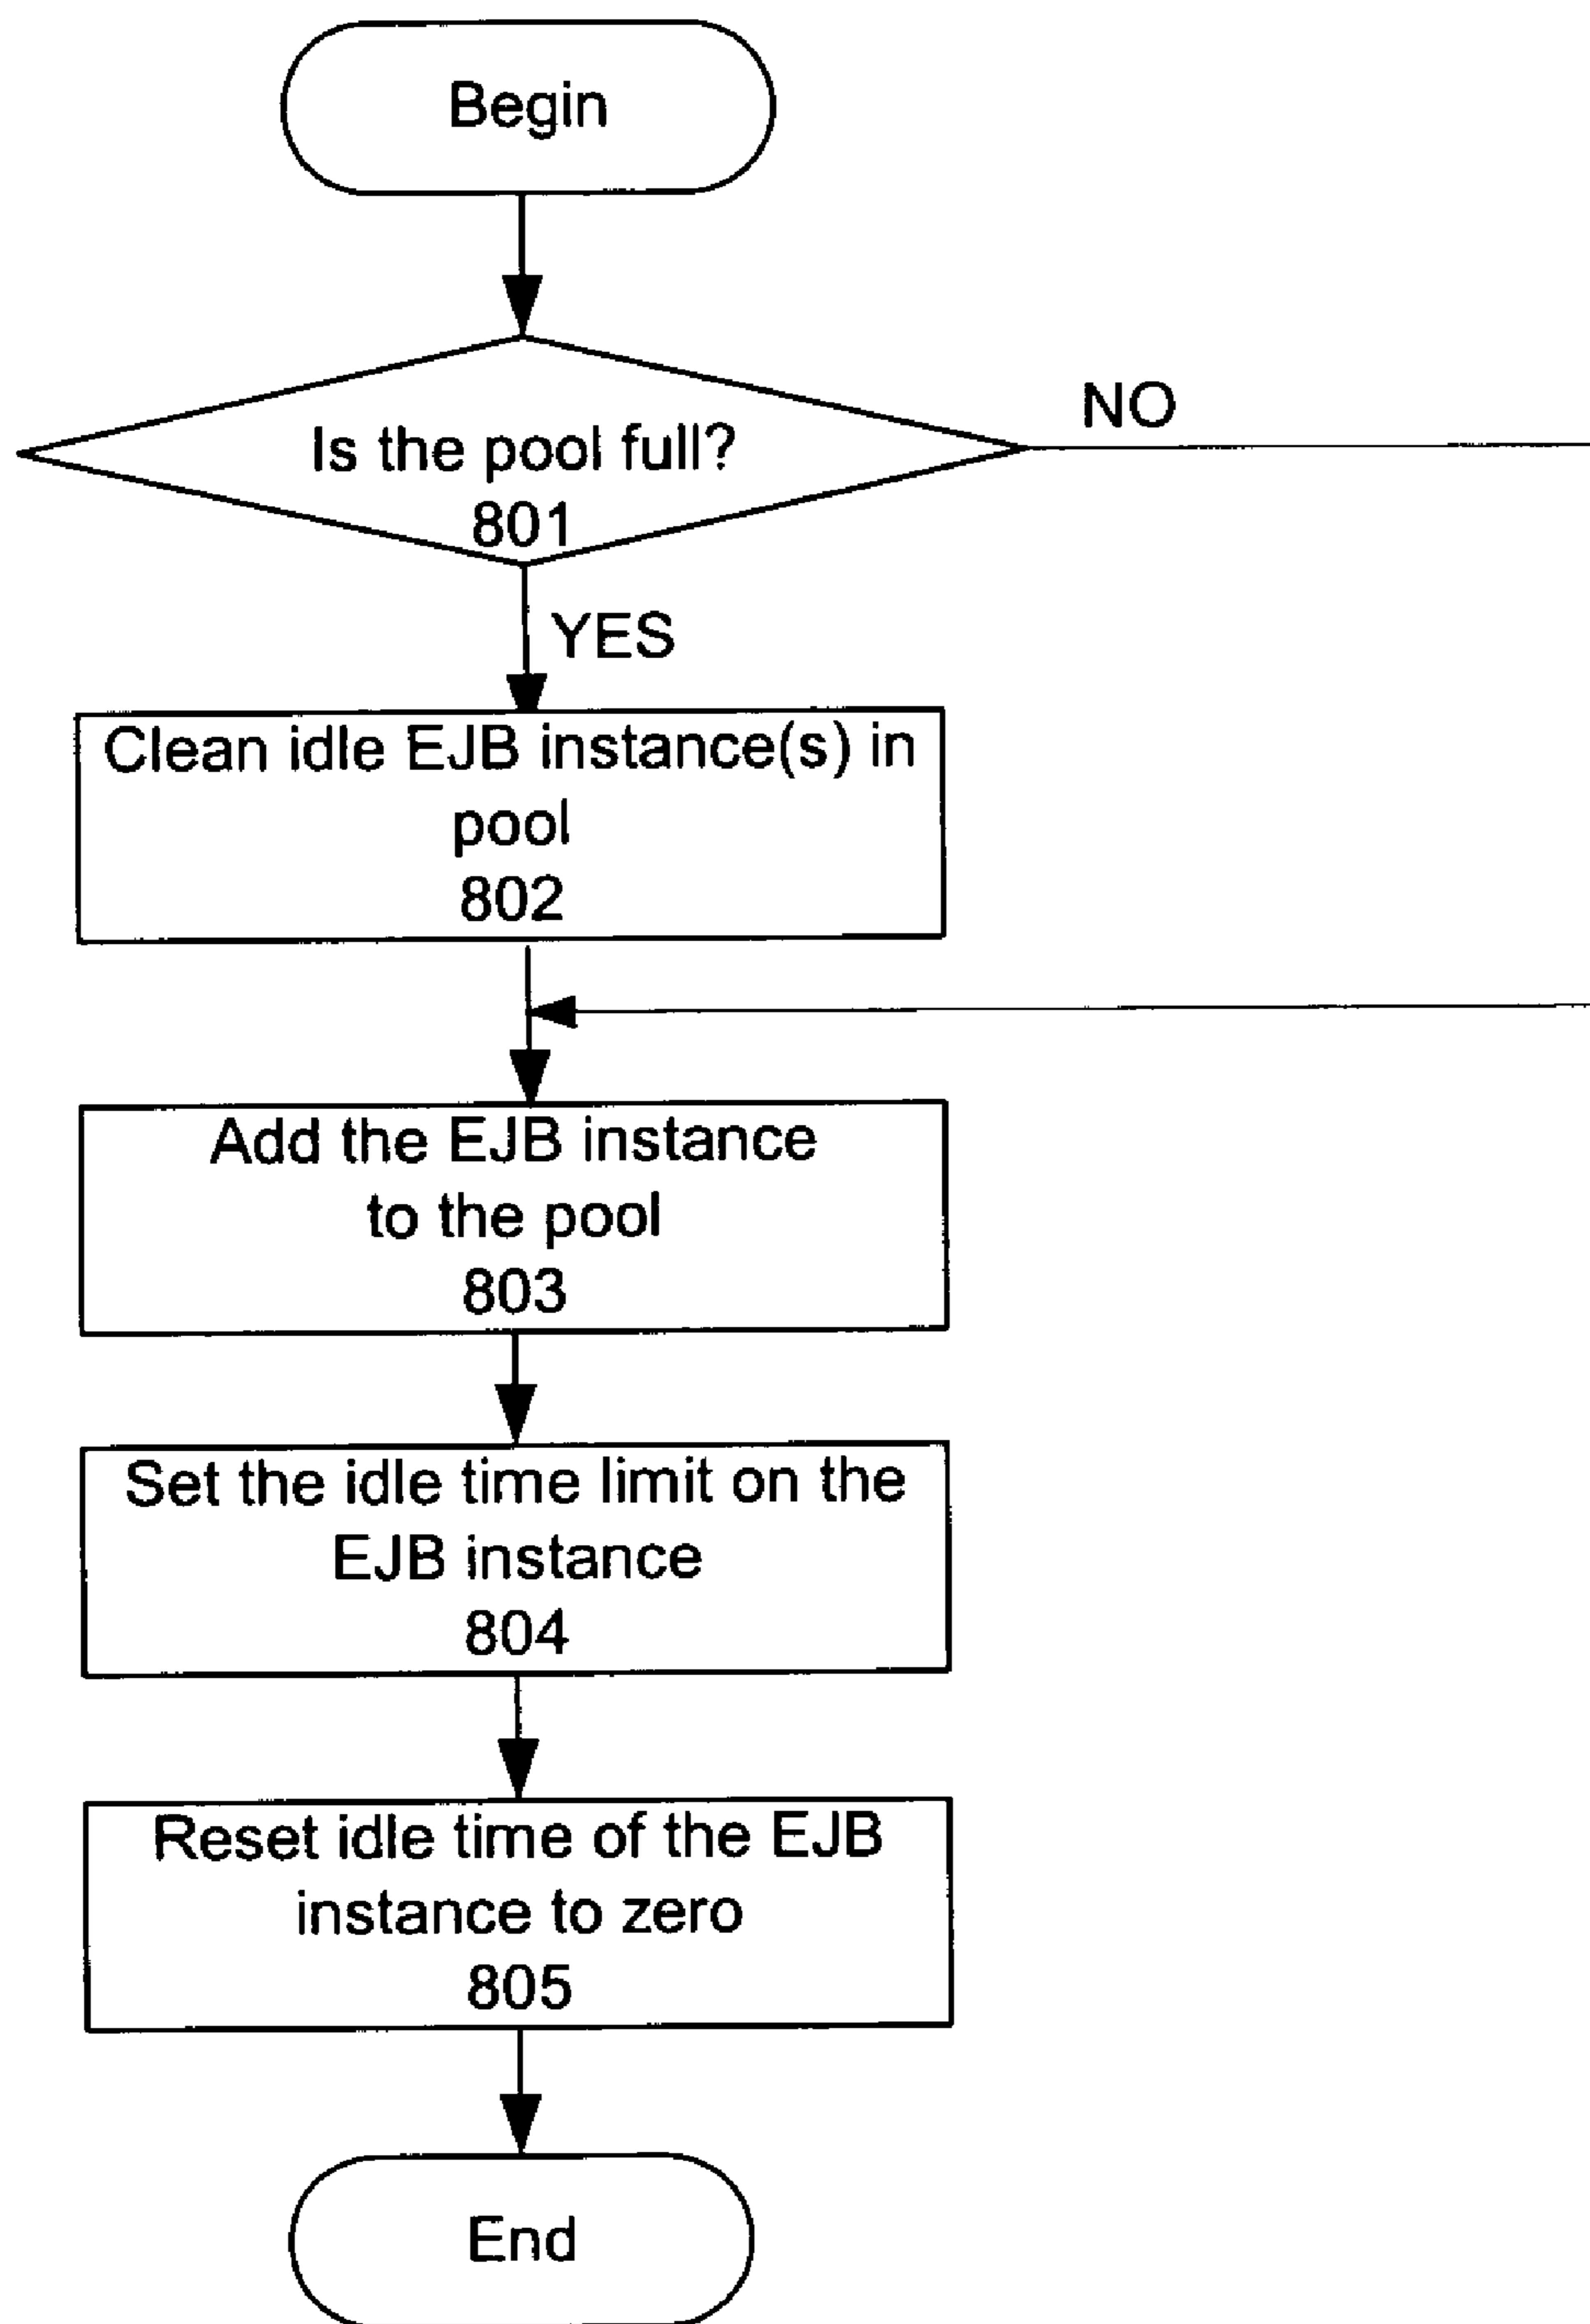 Begin
Is the pool full?
801
NO
YES
Clean idle EJB instance(s) in
pool
802
Add the EJB instance
to the pool
803
Set the idle time limit on the
EJB instance
804
Reset idle time of the EJB
instance to zero
805
End